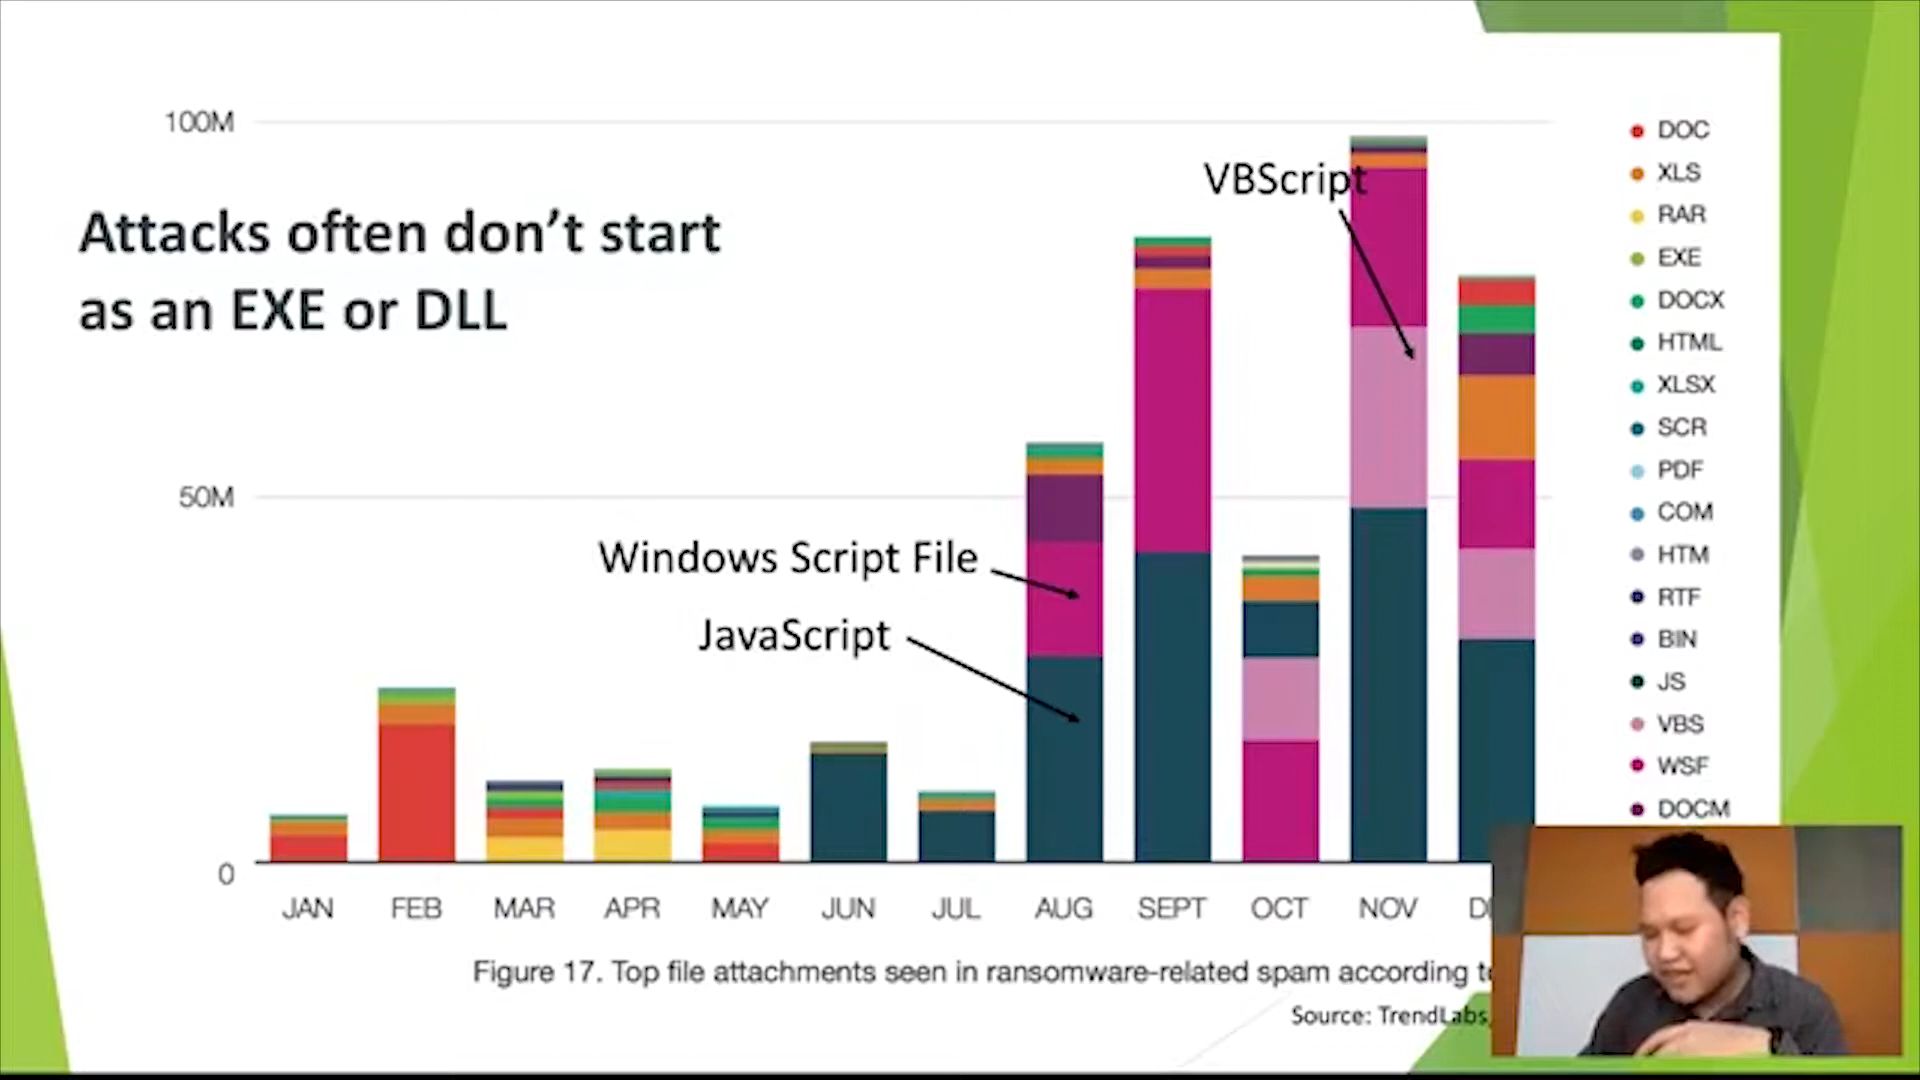 100M
50M
0
Attacks often don't start
as an EXE or DLL
VBScript
Windows Script File
JavaScript
DOC
XLS
RAR
EXE
DOCX
HTML
XLSX
SCR
PDF
COM
HTM
RTF
BIN
JS
VBS
WSF
DOCM
JAN FEB MAR APR MAY JUN JUL AUG SEPT OCT NOV
Figure 17. Top file attachments seen in ransomware-related spam according
Source: TrendLabs,